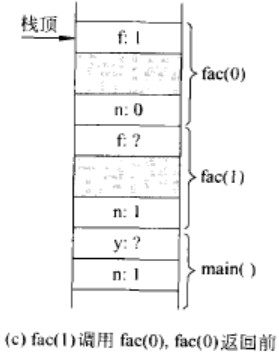 栈顶
f: 1
fac(0)
n: 0
f: ?
fac(1)
n: 1
y: ?
main( )
n: 1
(c) fac(1)调用 fac(0), fac(0)返回前